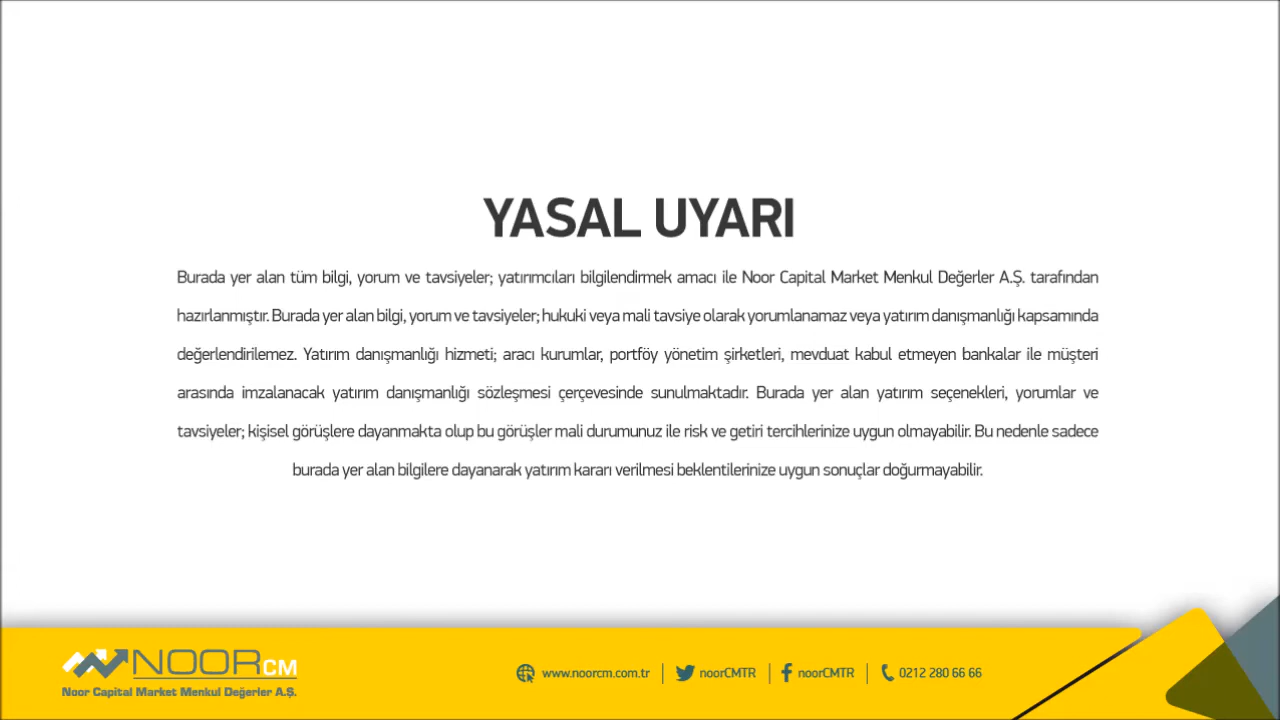 YASAL UYARI
Burada yer alan tüm bilgi, yorum ve tavsiyeler; yatırımcıları bilgilendirmek amacı ile Noor Capital Market Menkul Değerler A.Ş. tarafından
hazırlanmıştır. Burada yer alan bilgi, yorum ve tavsiyeler; hukuki veya mali tavsiye olarak yorumlanamaz veya yatırım danışmanlığı kapsamında
değerlendirilemez. Yatırım danışmanlığı hizmeti; aracı kurumlar, portföy yönetim şirketleri, mevduat kabul etmeyen bankalar ile müşteri
arasında imzalanacak yatırım danışmanlığı sözleşmesi çerçevesinde sunulmaktadır. Burada yer alan yatırım seçenekleri, yorumlar ve
tavsiyeler; kişisel görüşlere dayanmakta olup bu görüşler mali durumunuz ile risk ve getiri tercihlerinize uygun olmayabilir. Bu nedenle sadece
burada yer alan bilgilere dayanarak yatırım kararı verilmesi beklentilerinize uygun sonuçlar doğurmayabilir.
NOOR CM
Noor Capital Market Menkul Değerler A.Ş.
www.noorcm.com.tr | noorCMTR | noorCMTR | 0212 280 66 66